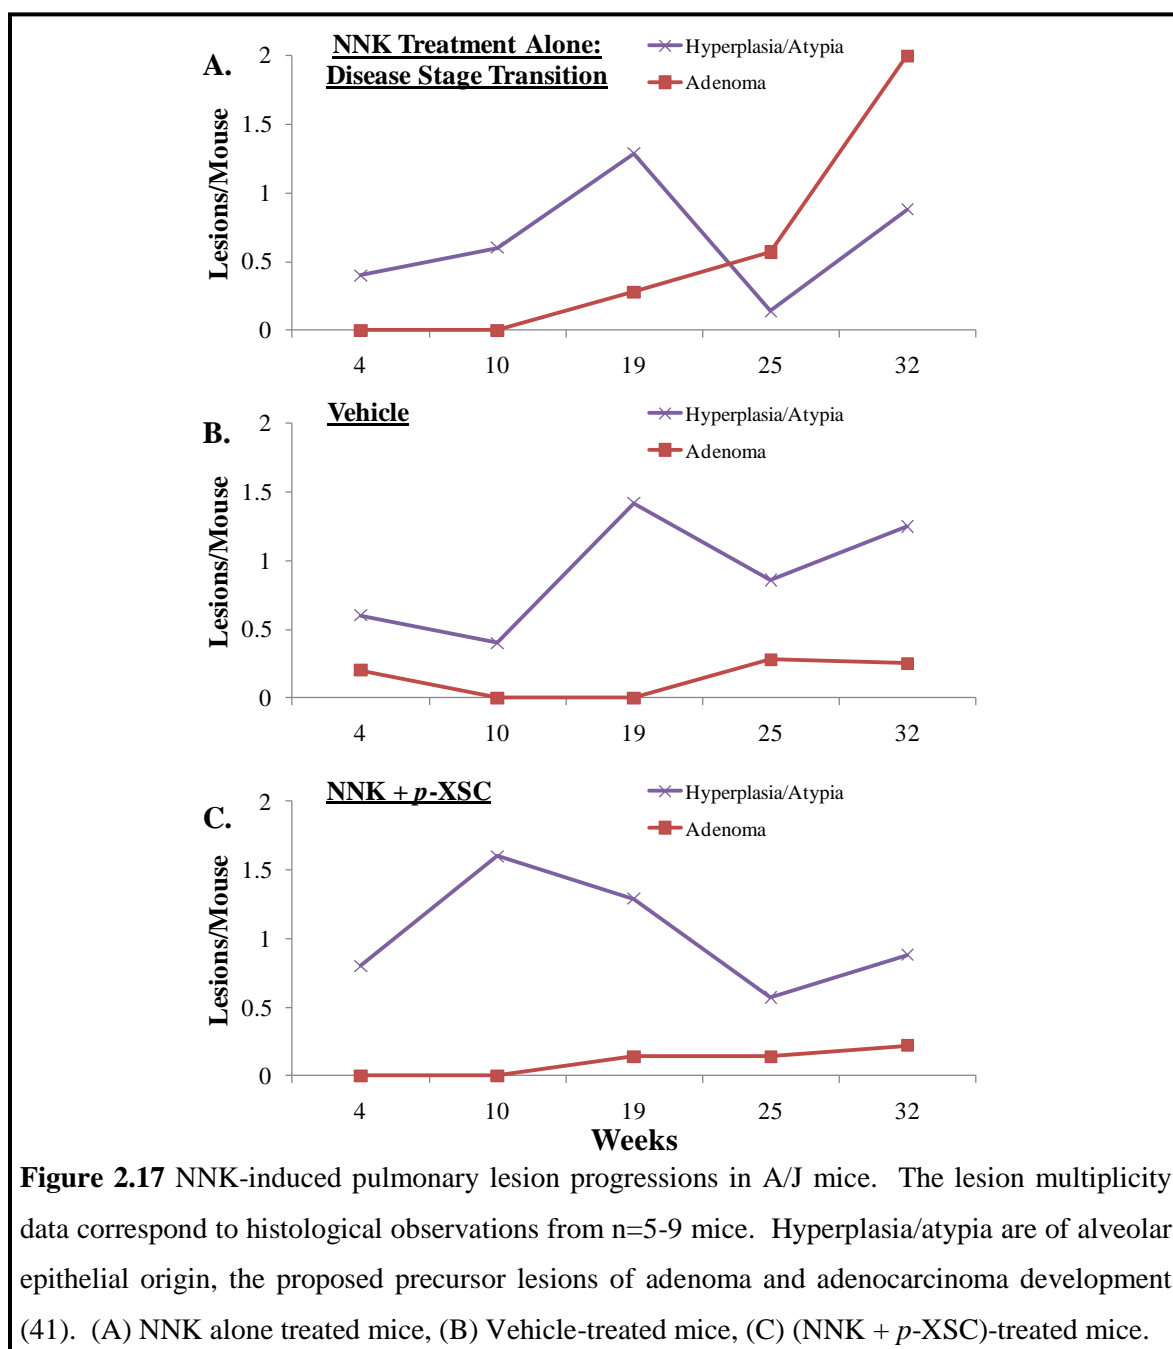 A.
NNK Treatment Alone:
Disease Stage Transition
Hyperplasia/Atypia
Adenoma
Lesions/Mouse
2
1.5
1
0.5
0
4 10 19 25 32
B.
Vehicle
Hyperplasia/Atypia
Adenoma
Lesions/Mouse
2
1.5
1
0.5
0
4 10 19 25 32
C.
NNK + p-XSC
Hyperplasia/Atypia
Adenoma
Lesions/Mouse
2
1.5
1
0.5
0
4 10 19 25 32
Weeks
Figure 2.17 NNK-induced pulmonary lesion progressions in A/J mice. The lesion multiplicity
data correspond to histological observations from n=5-9 mice. Hyperplasia/atypia are of alveolar
epithelial origin, the proposed precursor lesions of adenoma and adenocarcinoma development
(41). (A) NNK alone treated mice, (B) Vehicle-treated mice, (C) (NNK + p-XSC)-treated mice.